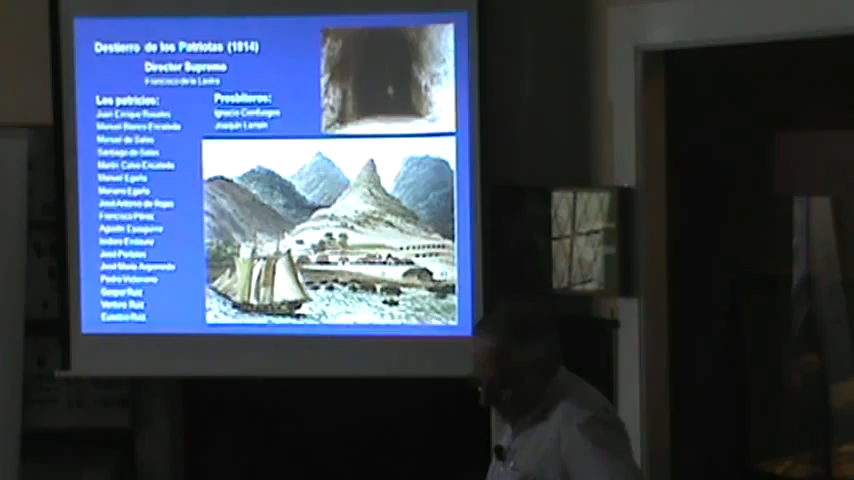 Destierro de los Patriotas (1814)
Director Supremo
Francisco de la Lastra
Los patricios:
Juan Enrique Rosales
Manuel Blanco Encalada
Manuel de Salas
Santiago de Salas
Martín Calvo Encalada
Manuel Egaña
Mariano Egaña
José Antonio de Rojas
Francisco Pérez
Agustín Eyzaguirre
Isidoro Errázuriz
José Portales
José María Argomedo
Pedro
Gaspar Ruiz
Ventura Ruiz
Eusebio Ruiz
Presbíteros:
Ignacio Cienfuegos
Joaquín Larraín